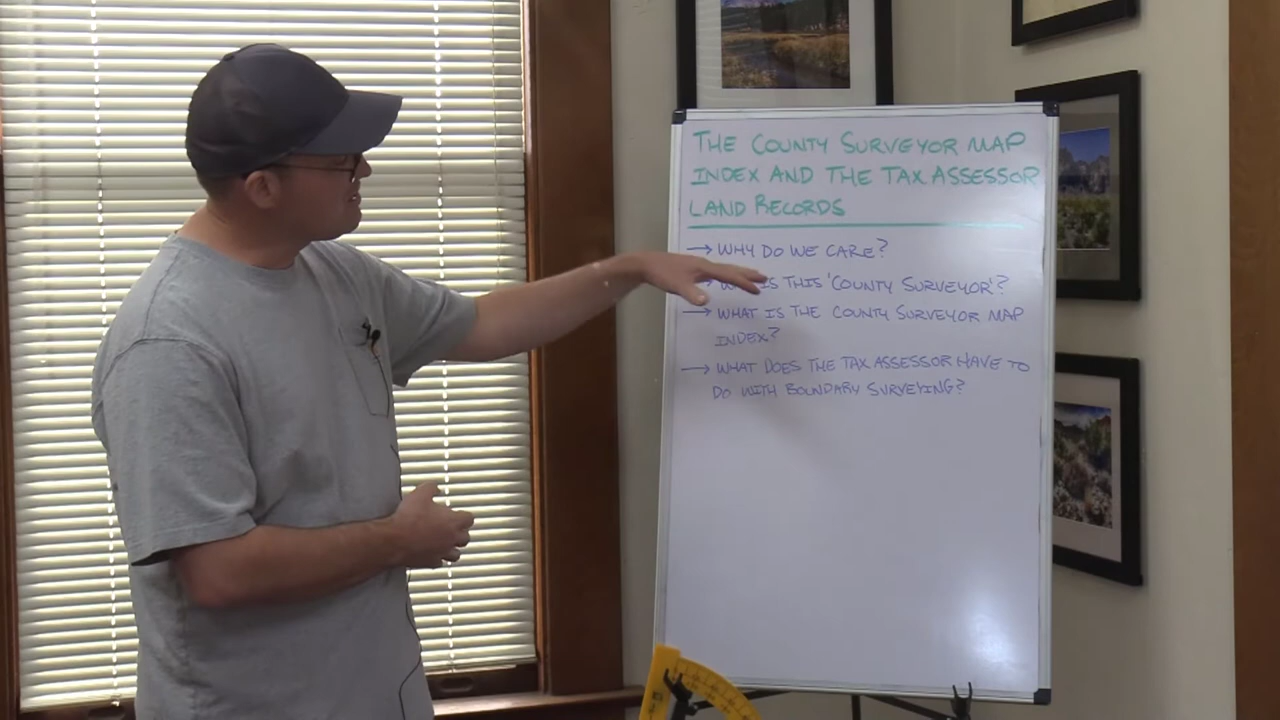 THE COUNTY SURVEYOR MAP
INDEX AND THE TAX ASSESSOR
LAND RECORDS
→ WHY DO WE CARE?
IS THIS 'COUNTY SURVEYOR'?
→ WHAT IS THE COUNTY SURVEYOR MAP
INDEX?
→ WHAT DOES THE TAX ASSESSOR HAVE TO
DO WITH BOUNDARY SURVEYING?